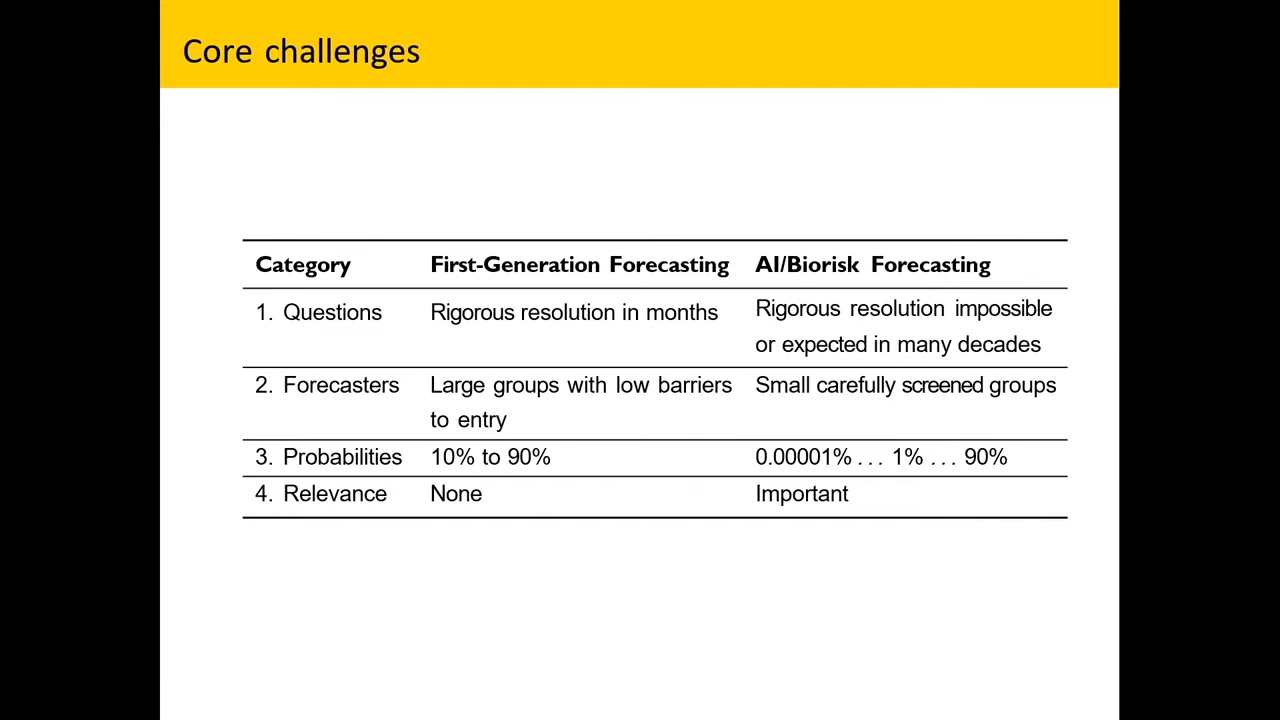 Core challenges
Category First-Generation Forecasting AI/Biorisk Forecasting
1. Questions Rigorous resolution in months Rigorous resolution impossible
or expected in many decades
2. Forecasters Large groups with low barriers Small carefully screened groups
to entry
3. Probabilities 10% to 90% 0.00001% ... 1% ... 90%
4. Relevance None Important